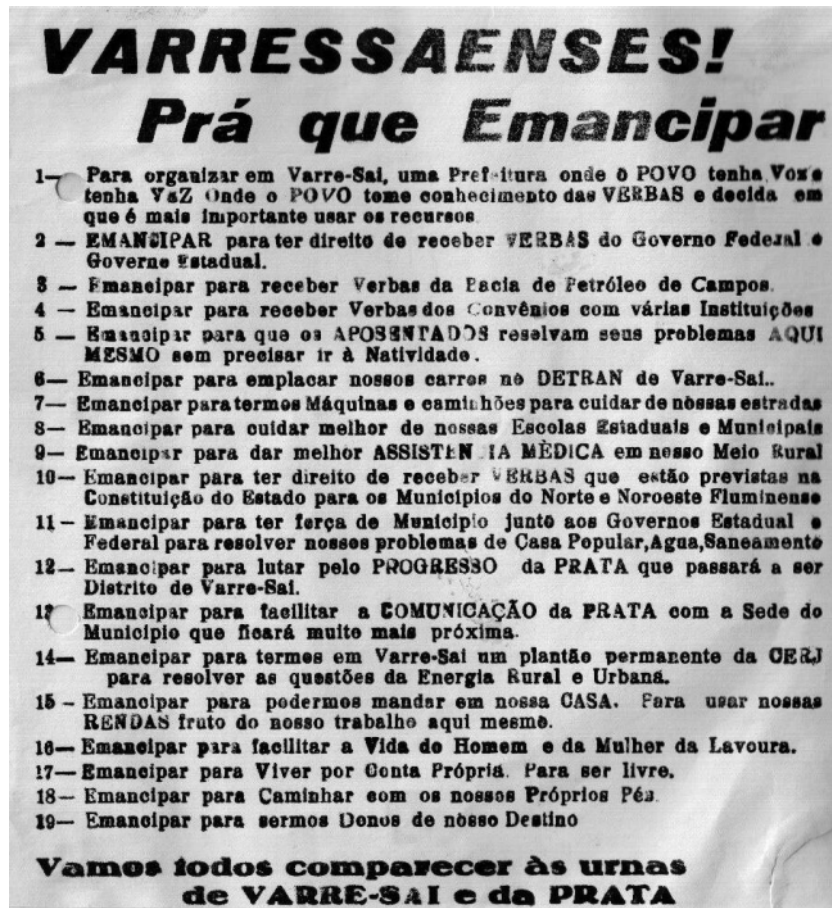 VARRESSAENSES!
Prá que Emancipar
1— Para organizar em Varre-Sai, uma Prefeitura onde o POVO tenha Voz e
tenha VeZ Onde o POVO tome conhecimento das VERBAS e decida em
que é mais importante usar os recursos
2 — EMANCIPAR para ter direito de receber VERBAS do Governo Federal e
Governo Estadual.
3 — Emancipar para receber Verbas da Bacia de Petróleo de Campos.
4 — Emancipar para receber Verbas dos Convênios com várias Instituições
5 — Emancipar para que os APOSENTADOS resolvam seus problemas AQUI
MESMO sem precisar ir à Natividade.
6— Emancipar para emplacar nossos carros no DETRAN de Varre-Sai..
7— Emancipar para termos Máquinas e caminhões para cuidar de nossas estradas
8— Emancipar para cuidar melhor de nossas Escolas Estaduais e Municipais
9— Emancipar para dar melhor ASSISTENCIA MÈDICA em nosso Meio Rural
10— Emancipar para ter direito de receber VERBAS que estão previstas na
Constituição do Estado para os Municipios do Norte e Noroeste Fluminense
11 — Emancipar para ter força de Municipio junto aos Governos Estadual e
Federal para resolver nossos problemas de Casa Popular,Agua,Saneamento
12— Emancipar para lutar pelo PROGRESSO da PRATA que passará a ser
Distrito de Varre-Sai.
13 Emancipar para facilitar a COMUNICAÇÃO da PRATA com a Sede do
Municipio que ficará muito mais próxima.
14— Emancipar para termos em Varre-Sai um plantão permanente da CERJ
para resolver as questões da Energia Rural e Urbana.
15 – Emancipar para podermos mandar em nossa CASA. Para usar nossas
RENDAS fruto do nosso trabalho aqui mesmo.
16— Emancipar para facilitar a Vida do Homem e da Mulher da Lavoura.
17— Emancipar para Viver por Conta Própria. Para ser livre.
18— Emancipar para Caminhar com os nossos Próprios Pés.
19— Emancipar para sermos Donos de nosso Destino
Vamos todos comparecer às urnas
de VARRE-SAI e da PRATA